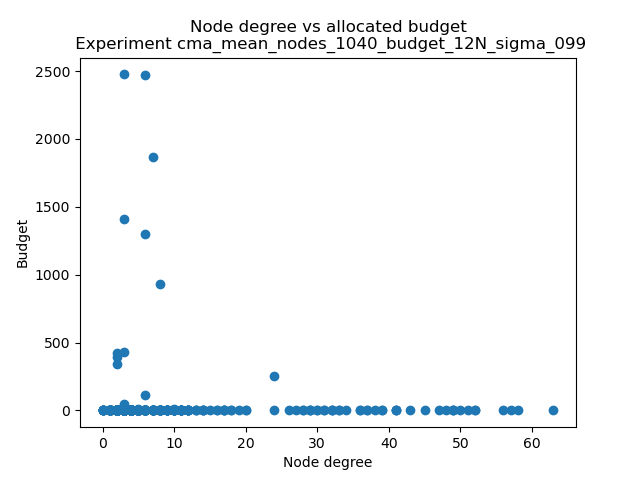 Node degree vs allocated budget
Experiment cma_mean_nodes_1040_budget_12N_sigma_099
2500
2000
1500
1000
500
0
Budget
0 10 20 30 40 50 60
Node degree